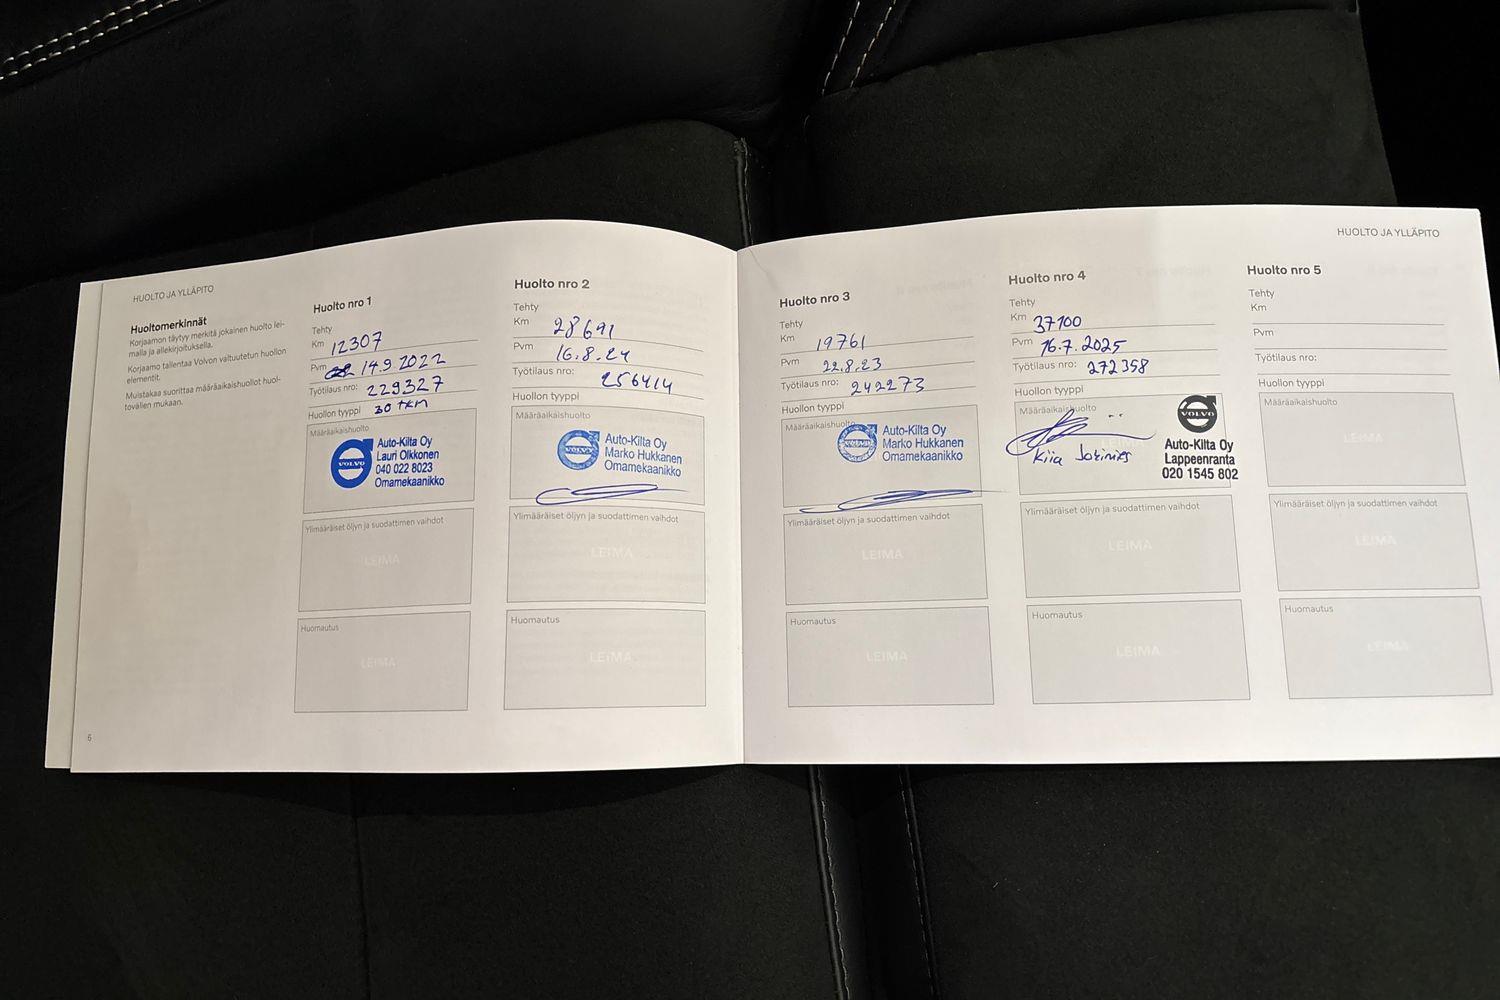 HUOLTO JA YLLÄPITO
Huoltomerkinnät
Korjaamon täytyy merkitä jokainen huolto lei-
malla ja allekirjoituksella.
Korjaamo tallentaa Volvon valtuutetun huollon
elementit.
Muistakaa suorittaa määräaikaishuollot huol-
tovälien mukaan.
6
Huolto nro 1
Tehty
Km 12307
Pvm 14.9.2022
Työtilaus nro: 229327
Huollon tyyppi 30 tkm
Määräaikaishuolto
VOLVO
Auto-Kilta Oy
Lauri Olkkonen
040 022 8023
Omamekaanikko
Ylimääräiset öljyn ja suodattimen vaihdot
LEIMA
Huomautus
LEIMA
Huolto nro 2
Tehty
Km 28691
Pvm 16.8.24
Työtilaus nro: 256414
Huollon tyyppi
Määräaikaishuolto
VOLVO
Auto-Kilta Oy
Marko Hukkanen
Omamekaanikko
Ylimääräiset öljyn ja suodattimen vaihdot
LEIMA
Huomautus
LEIMA
HUOLTO JA YLLÄPITO
Huolto nro 3
Tehty
Km 19761
Pvm 22.8.23
Työtilaus nro: 242273
Huollon tyyppi
Määräaikaishuolto
VOLVO
Auto-Kilta Oy
Marko Hukkanen
Omamekaanikko
Ylimääräiset öljyn ja suodattimen vaihdot
LEIMA
Huomautus
LEIMA
Huolto nro 4
Tehty
Km 37100
Pvm 16.7.2025
Työtilaus nro: 272358
Huollon tyyppi
Määräaikaishuolto
LEIMA
Kiia
VOLVO
Auto-Kilta Oy
Lappeenranta
020 1545 802
Ylimääräiset öljyn ja suodattimen vaihdot
LEIMA
Huomautus
LEIMA
Huolto nro 5
Tehty
Km
Pvm
Työtilaus nro:
Huollon tyyppi
Määräaikaishuolto
LEIMA
Ylimääräiset öljyn ja suodattimen vaihdot
LEIMA
Huomautus
LEIMA